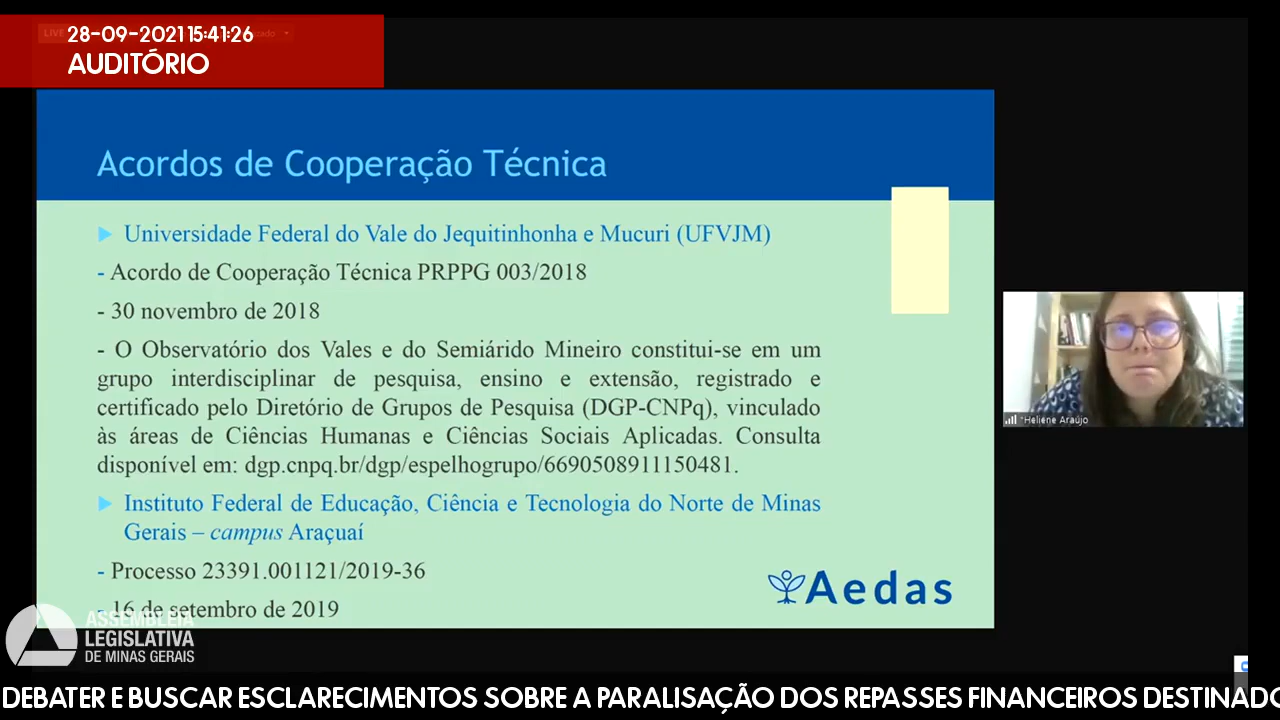 LIVE
28-09-2021 15:41:26
AUDITÓRIO
Acordos de Cooperação Técnica
Universidade Federal do Vale do Jequitinhonha e Mucuri (UFVJM)
- Acordo de Cooperação Técnica PRPPG 003/2018
- 30 novembro de 2018
- O Observatório dos Vales e do Semiárido Mineiro constitui-se em um
grupo interdisciplinar de pesquisa, ensino e extensão, registrado e
certificado pelo Diretório de Grupos de Pesquisa (DGP-CNPq), vinculado
às áreas de Ciências Humanas e Ciências Sociais Aplicadas. Consulta
disponível em: dgp.cnpq.br/dgp/espelhogrupo/6690508911150481.
Instituto Federal de Educação, Ciência e Tecnologia do Norte de Minas
Gerais – campus Araçuaí
- Processo 23391.001121/2019-36
- 16 de setembro de 2019
Aedas
*Heliene Araújo
ASSEMBLEIA
LEGISLATIVA
DE MINAS GERAIS
DEBATER E BUSCAR ESCLARECIMENTOS SOBRE A PARALISAÇÃO DOS REPASSES FINANCEIROS DESTINADO